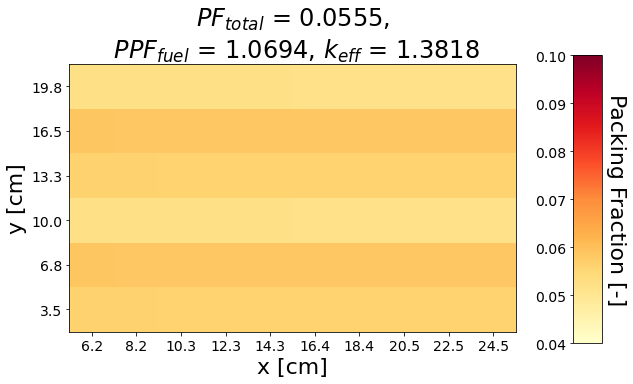 PF_total = 0.0555,
PPF_fuel = 1.0694, k_eff = 1.3818
0.10
0.09
0.08
0.07
0.06
0.05
0.04
Packing Fraction [-]
y [cm]
19.8
16.5
13.3
10.0
6.8
3.5
6.2 8.2 10.3 12.3 14.3 16.4 18.4 20.5 22.5 24.5
x [cm]